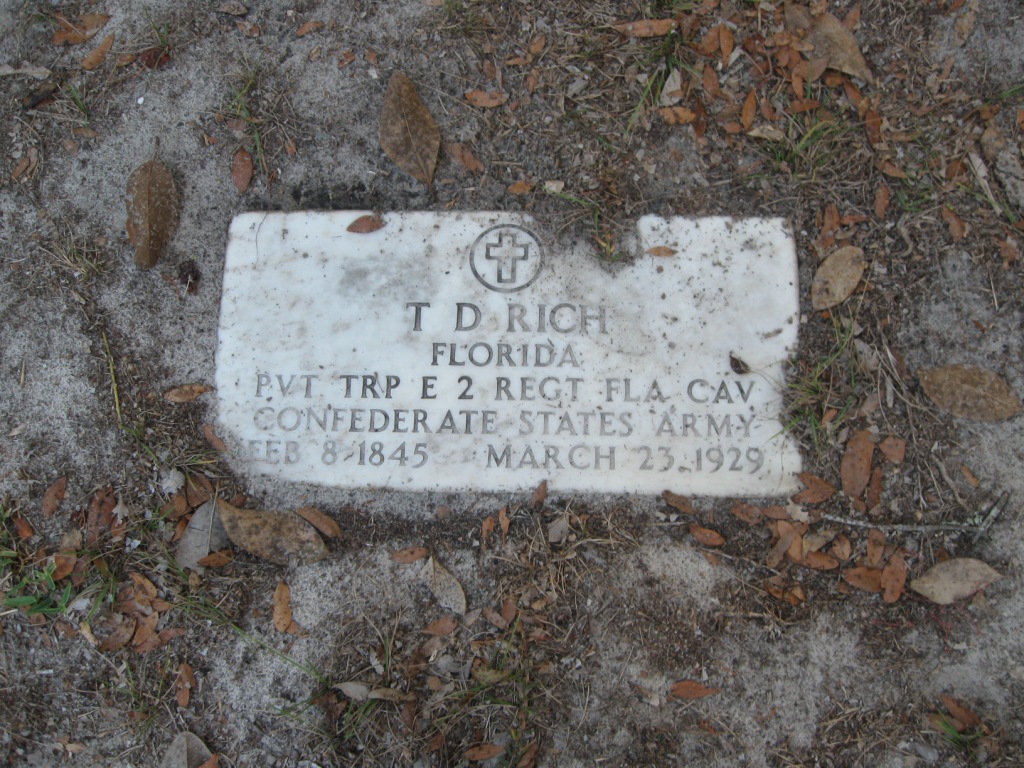 T D RICH
FLORIDA
PVT TRP E 2 REGT FLA CAV
CONFEDERATE STATES ARMY
FEB 8 1845 MARCH 23 1929